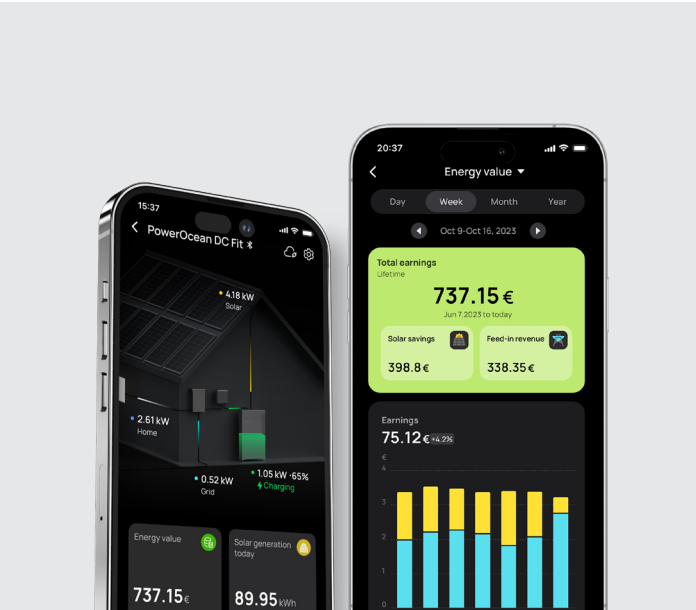 15:37
PowerOcean DC Fit
4.18 kW
Solar
2.61 kW
Home
0.52 kW
Grid
1.05 kW ·65%
Charging
Energy value
737.15€
Solar generation
today
89.95 kWh
20:37
Energy value
Day Week Month Year
Oct 9-Oct 16, 2023
Total earnings
Lifetime
737.15 €
Jun 7,2023 to today
Solar savings
398.8€
Feed-in revenue
338.35€
Earnings
75.12€ +4.2%
€
4
3
2
1
0